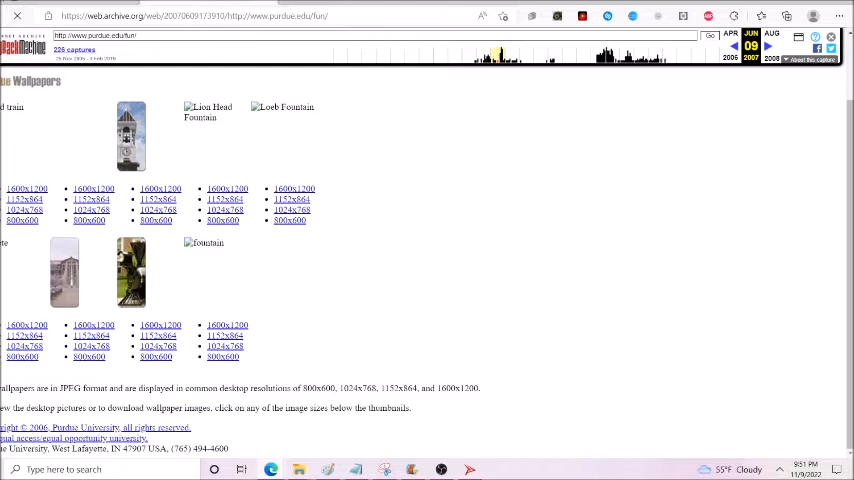 https://web.archive.org/web/20070609173910/http://www.purdue.edu/fun/
http://www.purdue.edu/fun/
Go
APR
JUN
AUG
226 captures
09
2006
2007
2008
About this capture
ue Wallpapers
d train
Lion Head
Fountain
Loeb Fountain
1600x1200 1600x1200 1600x1200 1600x1200 1600x1200
1152x864 1152x864 1152x864 1152x864 1152x864
1024x768 1024x768 1024x768 1024x768 1024x768
800x600 800x600 800x600 800x600 800x600
ete
fountain
1600x1200 1600x1200 1600x1200 1600x1200
1152x864 1152x864 1152x864 1152x864
1024x768 1024x768 1024x768 1024x768
800x600 800x600 800x600 800x600
allpapers are in JPEG format and are displayed in common desktop resolutions of 800x600, 1024x768, 1152x864, and 1600x1200.
ew the desktop pictures or to download wallpaper images, click on any of the image sizes below the thumbnails.
right © 2006, Purdue University, all rights reserved.
qual access/equal opportunity university.
ue University, West Lafayette, IN 47907 USA, (765) 494-4600
Type here to search
55°F Cloudy
9:51 PM
11/9/2022